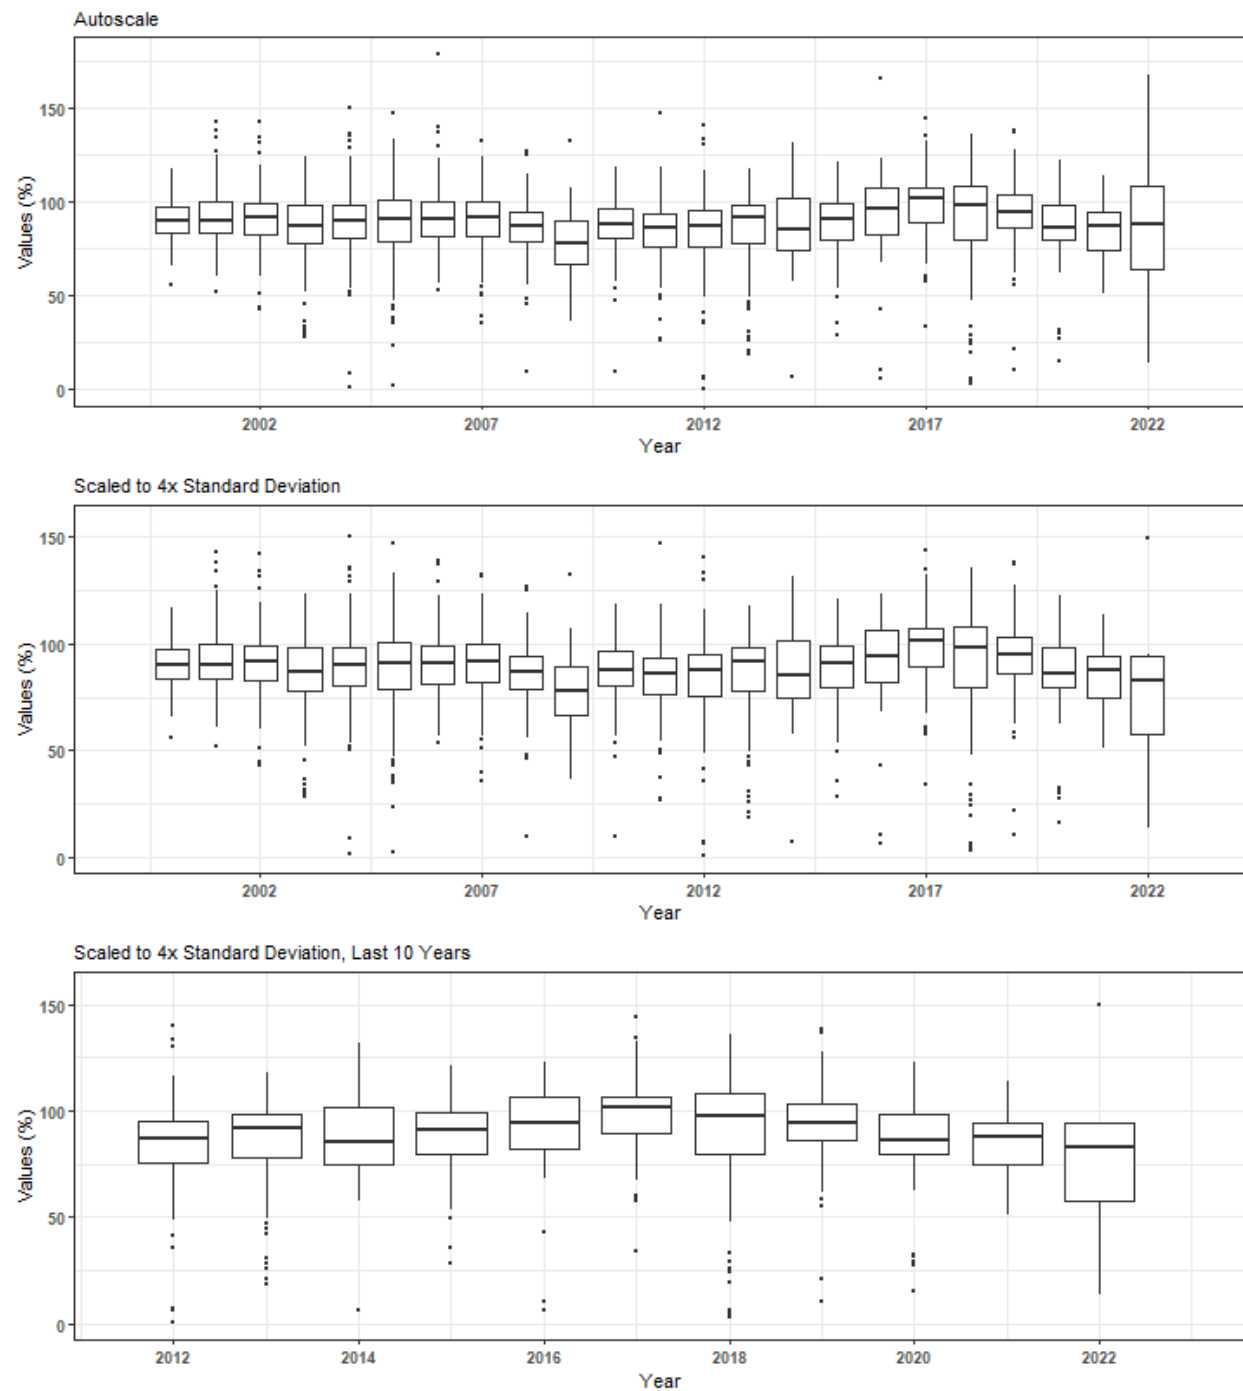 Autoscale
150
100
50
0
Values (%)
2002 2007 2012 2017 2022
Year
Scaled to 4x Standard Deviation
150
100
50
0
Values (%)
2002 2007 2012 2017 2022
Year
Scaled to 4x Standard Deviation, Last 10 Years
150
100
50
0
Values (%)
2012 2014 2016 2018 2020 2022
Year